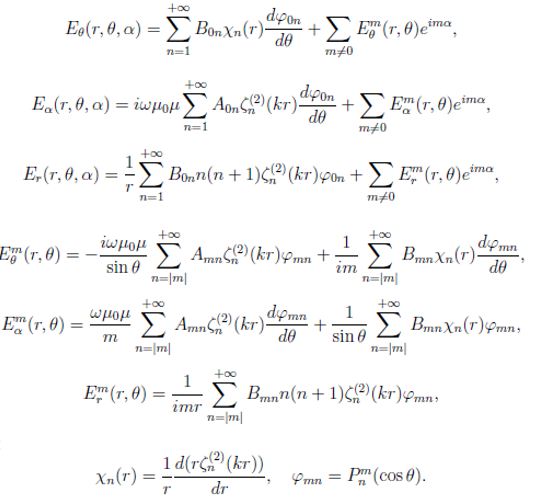 $E_\theta(r, \theta, \alpha) = \sum_{n=1}^{+\infty} B_{0n}\chi_n(r)\frac{d\varphi_{0n}}{d\theta} + \sum_{m\neq 0} E_\theta^m(r, \theta)e^{im\alpha},$
$E_\alpha(r, \theta, \alpha) = i\omega\mu_0\mu \sum_{n=1}^{+\infty} A_{0n}\zeta_n^{(2)}(kr)\frac{d\varphi_{0n}}{d\theta} + \sum_{m\neq 0} E_\alpha^m(r, \theta)e^{im\alpha},$
$E_r(r, \theta, \alpha) = \frac{1}{r}\sum_{n=1}^{+\infty} B_{0n}n(n+1)\zeta_n^{(2)}(kr)\varphi_{0n} + \sum_{m\neq 0} E_r^m(r, \theta)e^{im\alpha},$
$E_\theta^m(r, \theta) = -\frac{i\omega\mu_0\mu}{\sin\theta}\sum_{n=|m|}^{+\infty} A_{mn}\zeta_n^{(2)}(kr)\varphi_{mn} + \frac{1}{im}\sum_{n=|m|}^{+\infty} B_{mn}\chi_n(r)\frac{d\varphi_{mn}}{d\theta},$
$E_\alpha^m(r, \theta) = \frac{\omega\mu_0\mu}{m}\sum_{n=|m|}^{+\infty} A_{mn}\zeta_n^{(2)}(kr)\frac{d\varphi_{mn}}{d\theta} + \frac{1}{\sin\theta}\sum_{n=|m|}^{+\infty} B_{mn}\chi_n(r)\varphi_{mn},$
$E_r^m(r, \theta) = \frac{1}{imr}\sum_{n=|m|}^{+\infty} B_{mn}n(n+1)\zeta_n^{(2)}(kr)\varphi_{mn},$
$\chi_n(r) = \frac{1}{r}\frac{d(r\zeta_n^{(2)}(kr))}{dr}, \quad \varphi_{mn} = P_n^m(\cos\theta).$